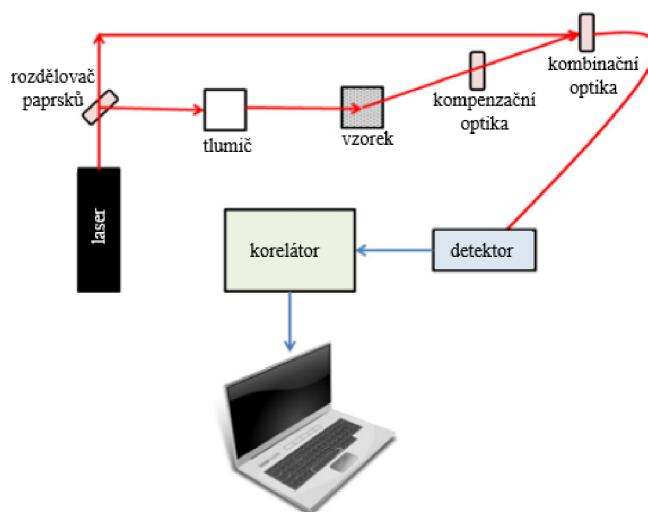 rozdělovač
paprsků
tlumič
vzorek
kompenzační
optika
kombinační
optika
laser
korelátor
detektor